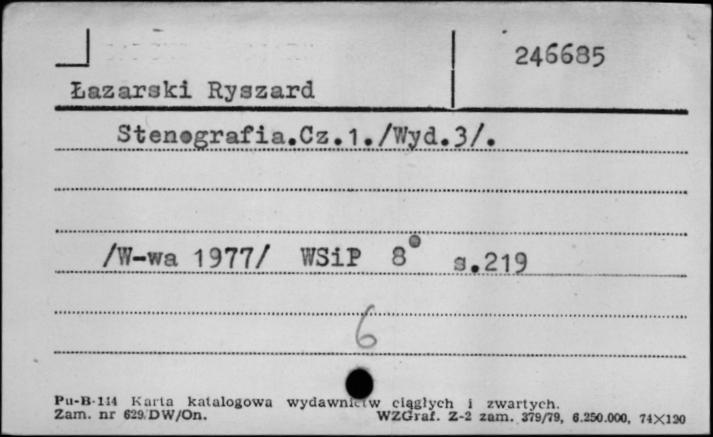 246685
Łazarski Ryszard
Stenografia.Cz.1./Wyd.3/.
/W-wa 1977/ WSiP 8° s.219
6
Pu-B-114 Karta katalogowa wydawnictw ciągłych i zwartych.
Zam. nr 629/DW/On. WZGraf. Z-2 zam. 379/79, 6.250.000, 74X120